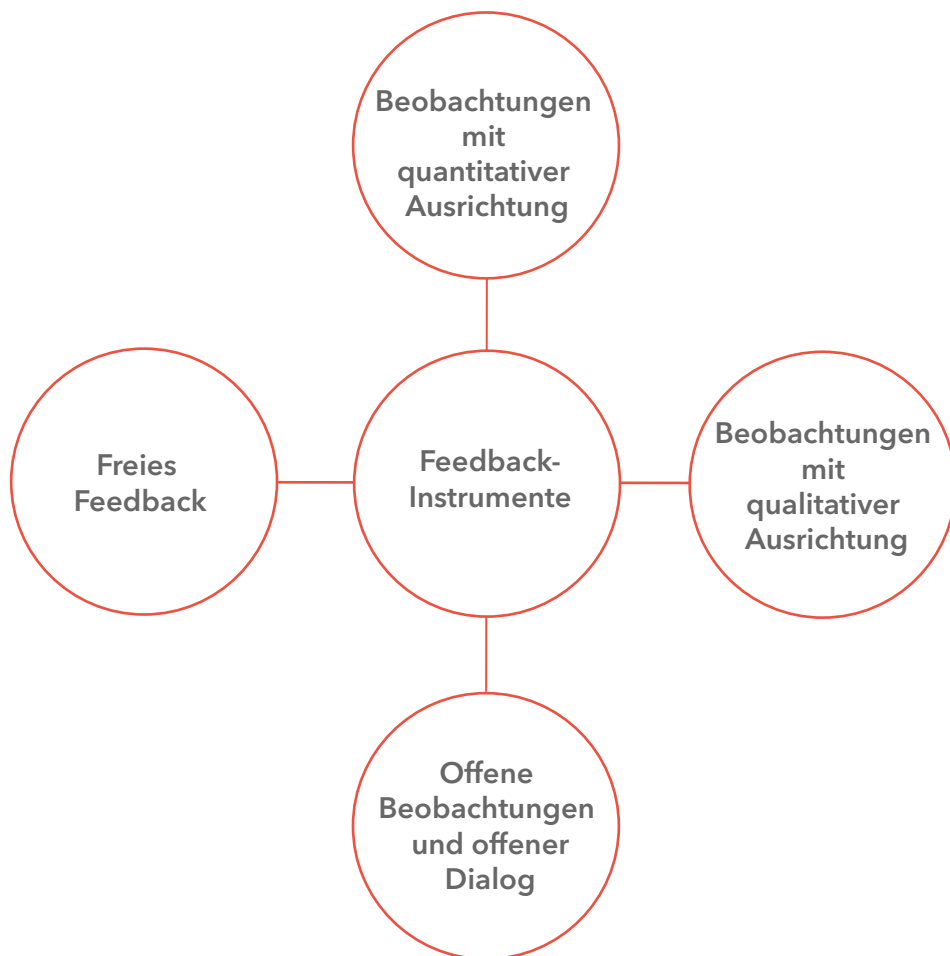 Beobachtungen
mit
quantitativer
Ausrichtung
Freies
Feedback
Feedback-
Instrumente
Beobachtungen
mit
qualitativer
Ausrichtung
Offene
Beobachtungen
und offener
Dialog